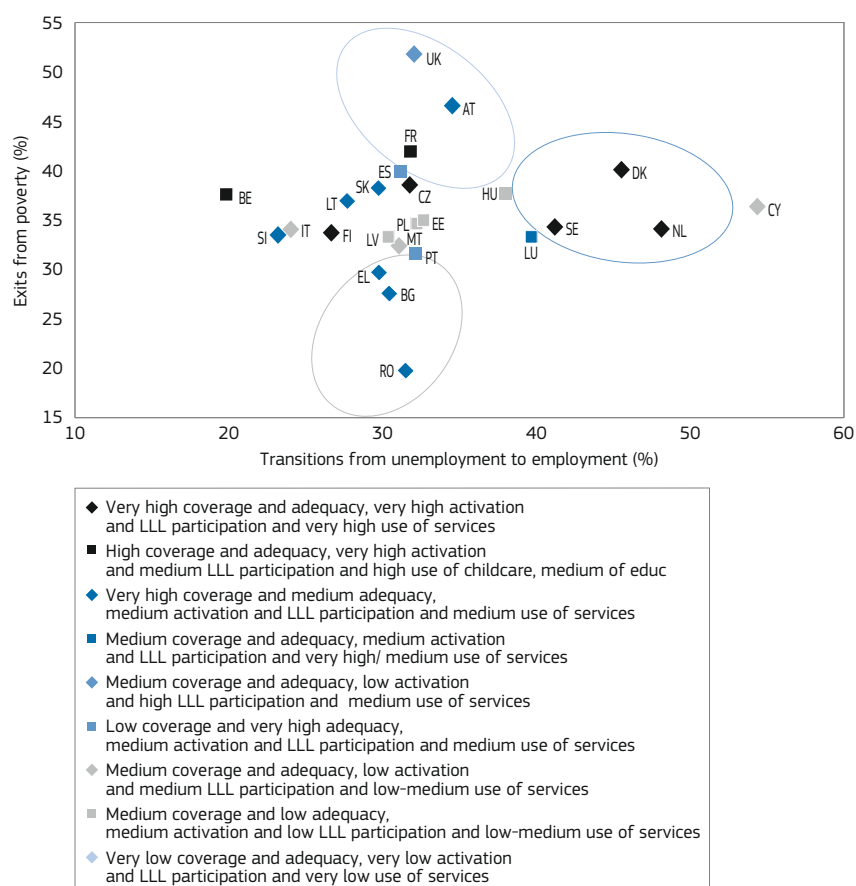 55
50
45
40
35
30
25
20
15
Exits from poverty (%)
UK
AT
FR
ES
DK
SK
CZ
BE
LT
HU
CY
PL
EE
SI
IT
FI
LV
MT
SE
NL
PT
LU
EL
BG
RO
10 20 30 40 50 60
Transitions from unemployment to employment (%)
Very high coverage and adequacy, very high activation
and LLL participation and very high use of services
High coverage and adequacy, very high activation
and medium LLL participation and high use of childcare, medium of educ
Very high coverage and medium adequacy,
medium activation and LLL participation and medium use of services
Medium coverage and adequacy, medium activation
and LLL participation and very high/ medium use of services
Medium coverage and adequacy, low activation
and high LLL participation and medium use of services
Low coverage and very high adequacy,
medium activation and LLL participation and medium use of services
Medium coverage and adequacy, low activation
and medium LLL participation and low-medium use of services
Medium coverage and low adequacy,
medium activation and low LLL participation and low-medium use of services
Very low coverage and adequacy, very low activation
and LLL participation and very low use of services